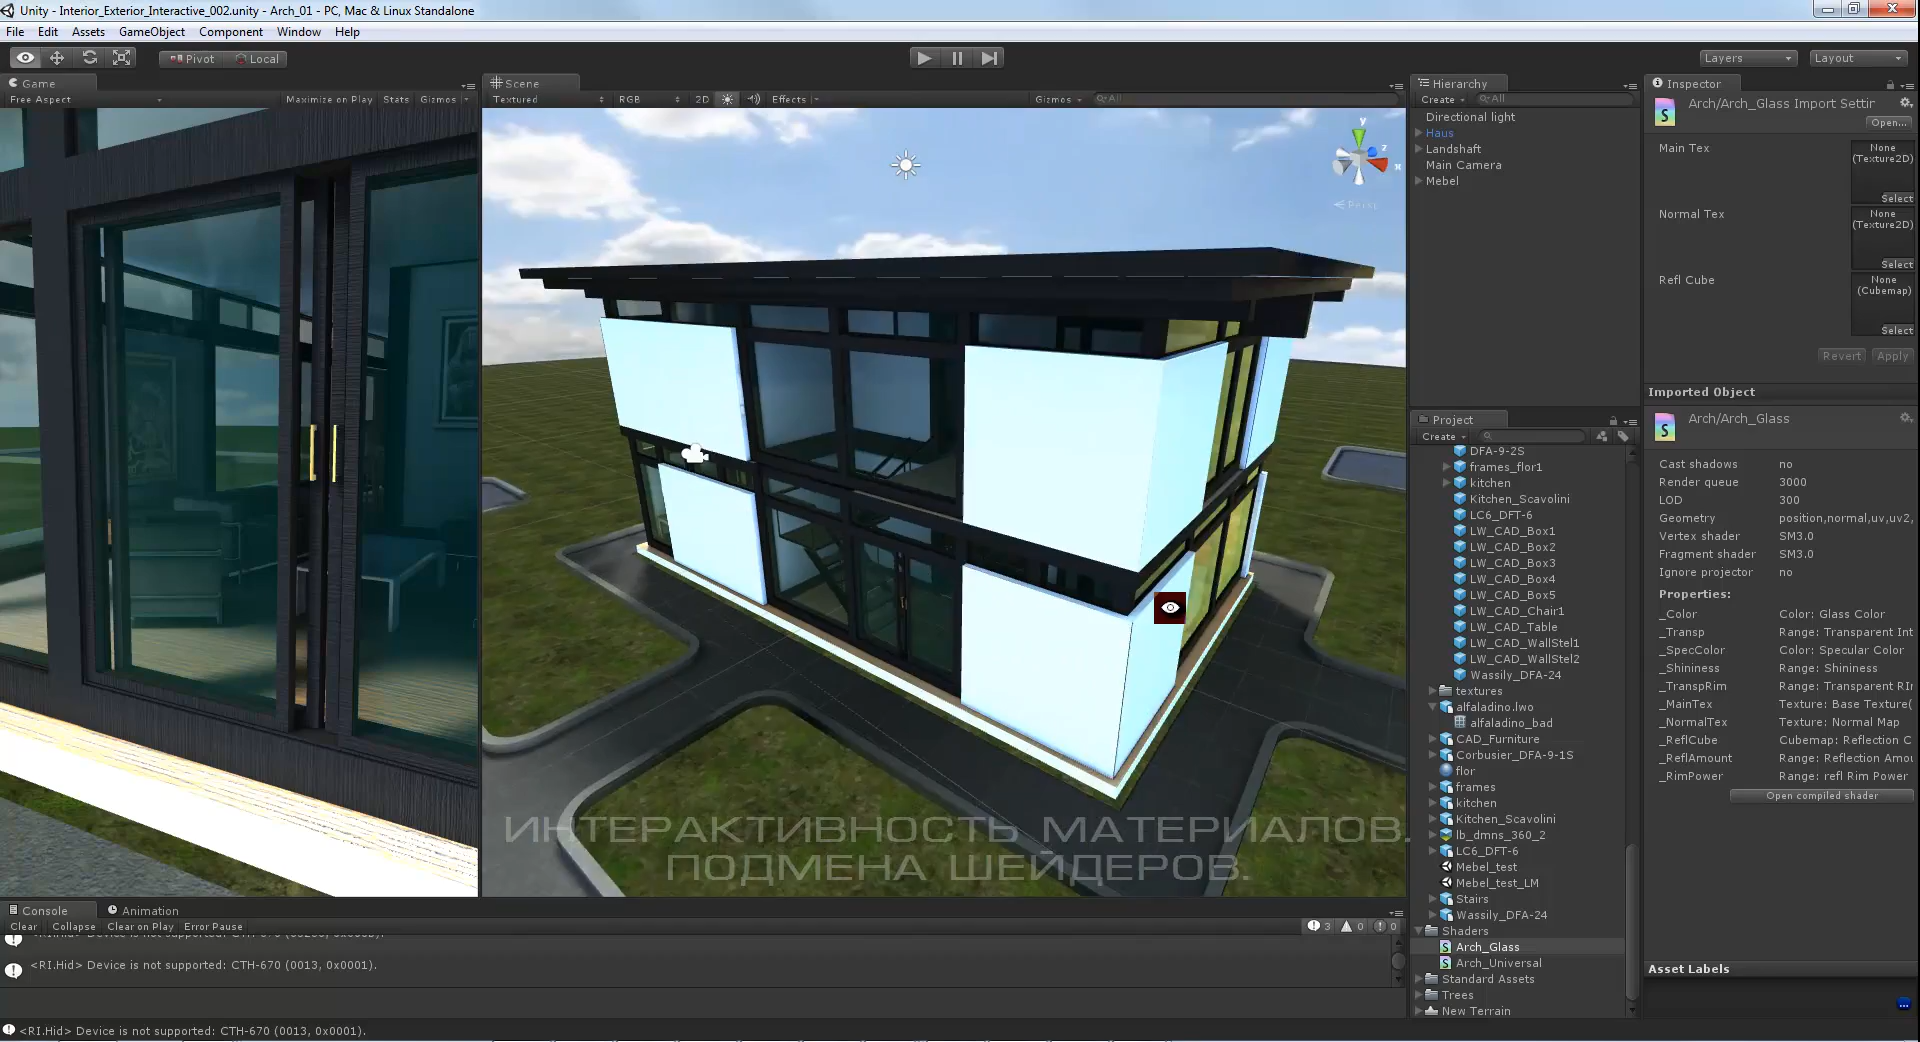 Unity - Interior_Exterior_Interactive_002.unity - Arch_01 - PC, Mac & Linux Standalone
File Edit Assets GameObject Component Window Help
Pivot Local
Layers Layout
Game
Free Aspect Maximize on Play Stats Gizmos
Scene
Textured RGB 2D Effects Gizmos All
y
z
x
Persp
ИНТЕРАКТИВНОСТЬ МАТЕРИАЛОВ.
ПОДМЕНА ШЕЙДЕРОВ.
Hierarchy
Create All
Directional light
Haus
Landshaft
Main Camera
Mebel
Project
Create
DFA-9-2S
frames_flor1
kitchen
Kitchen_Scavolini
LC6_DFT-6
LW_CAD_Box1
LW_CAD_Box2
LW_CAD_Box3
LW_CAD_Box4
LW_CAD_Box5
LW_CAD_Chair1
LW_CAD_Table
LW_CAD_WallStel1
LW_CAD_WallStel2
Wassily_DFA-24
textures
alfaladino.lwo
alfaladino_bad
CAD_Furniture
Corbusier_DFA-9-1S
flor
frames
kitchen
Kitchen_Scavolini
lb_dmns_360_2
LC6_DFT-6
Mebel_test
Mebel_test_LM
Stairs
Wassily_DFA-24
Shaders
Arch_Glass
Arch_Universal
Standard Assets
Trees
New Terrain
Inspector
Arch/Arch_Glass Import Settir
Open...
Main Tex None (Texture2D) Select
Normal Tex None (Texture2D) Select
Refl Cube None (Cubemap) Select
Revert Apply
Imported Object
Arch/Arch_Glass
Cast shadows no
Render queue 3000
LOD 300
Geometry position,normal,uv,uv2,
Vertex shader SM3.0
Fragment shader SM3.0
Ignore projector no
Properties:
_Color Color: Glass Color
_Transp Range: Transparent Int
_SpecColor Color: Specular Color
_Shininess Range: Shininess
_TranspRim Range: Transparent RIr
_MainTex Texture: Base Texture(
_NormalTex Texture: Normal Map
_ReflCube Cubemap: Reflection C
_ReflAmount Range: Reflection Amou
_RimPower Range: refl Rim Power
Open compiled shader
Asset Labels
Console Animation
Clear Collapse Clear on Play Error Pause 3 0 0
<RI.Hid> Device is not supported: CTH-670 (0013, 0x0001).
<RI.Hid> Device is not supported: CTH-670 (0013, 0x0001).